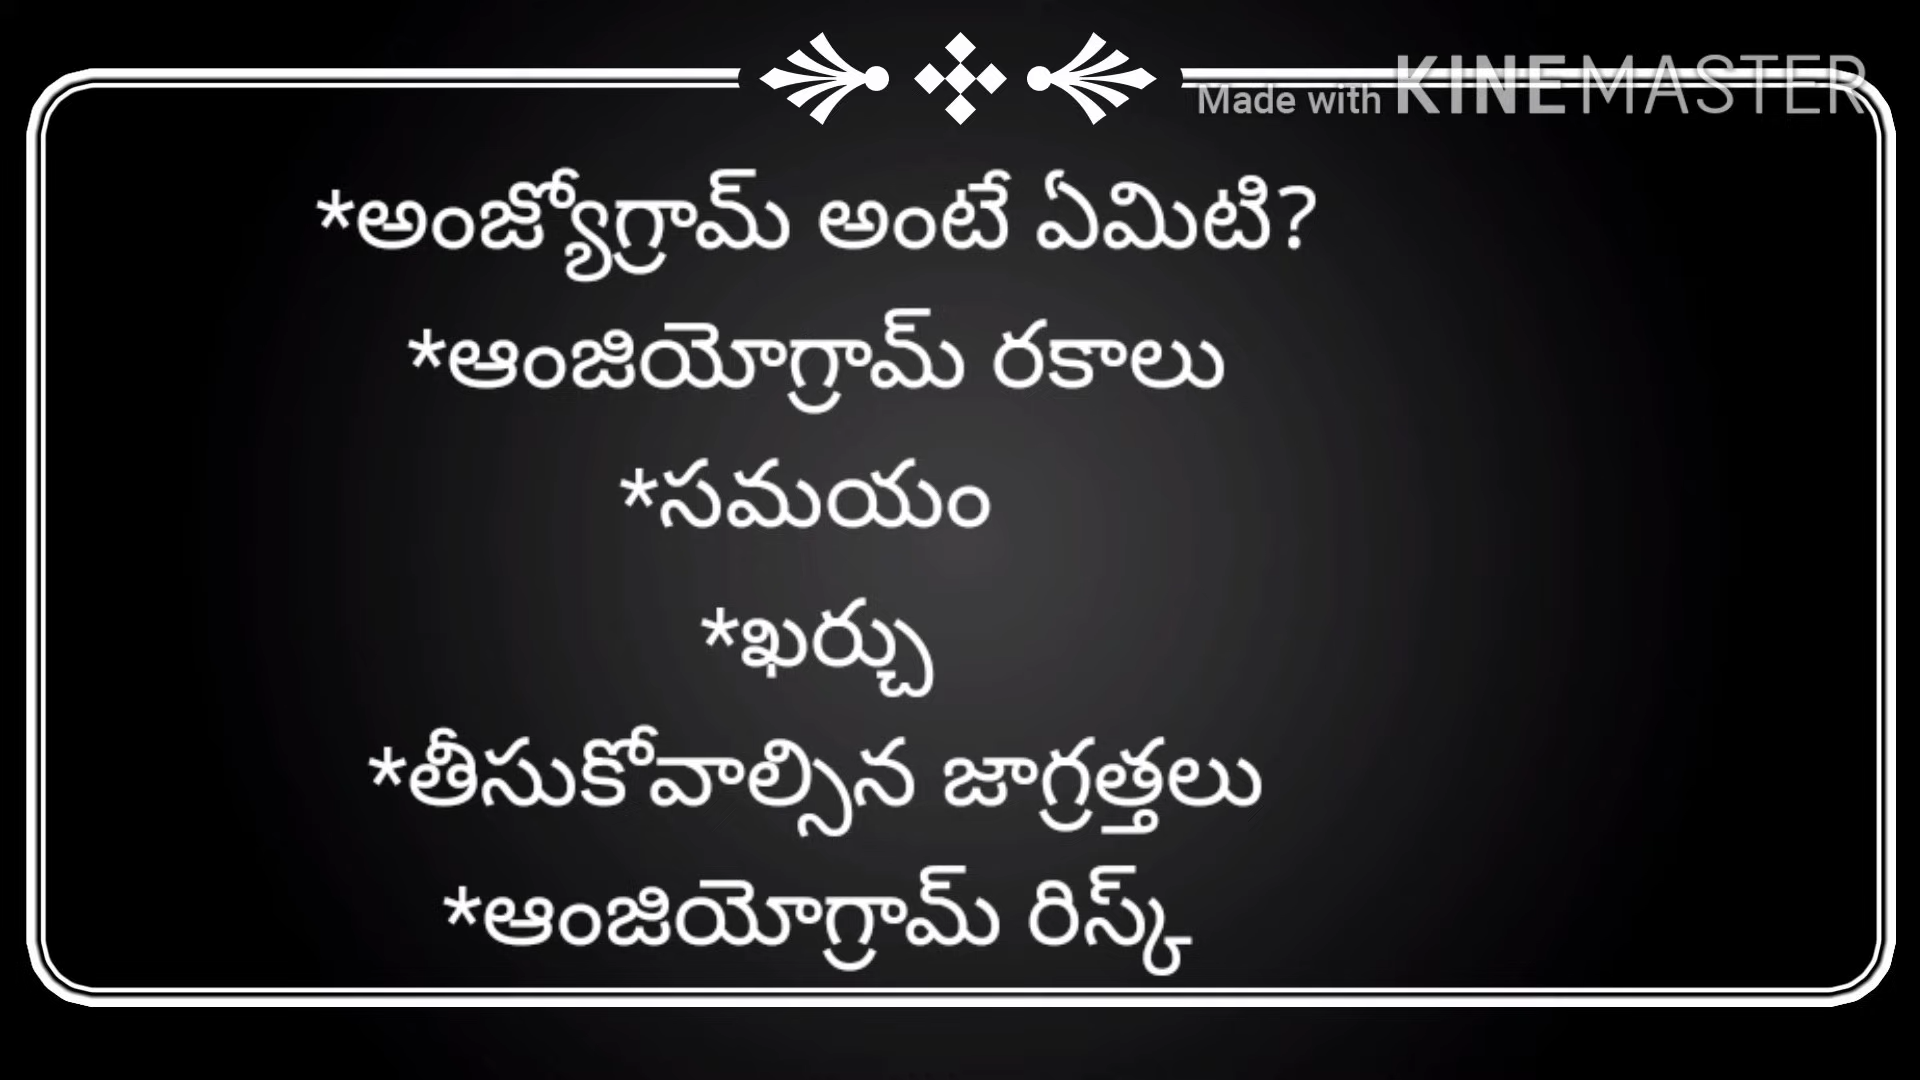 Made with KINEMASTER
*అంజ్యోగ్రామ్ అంటే ఏమిటి?
*ఆంజియోగ్రామ్ రకాలు
*సమయం
*ఖర్చు
*తీసుకోవాల్సిన జాగ్రత్తలు
*ఆంజియోగ్రామ్ రిస్క్